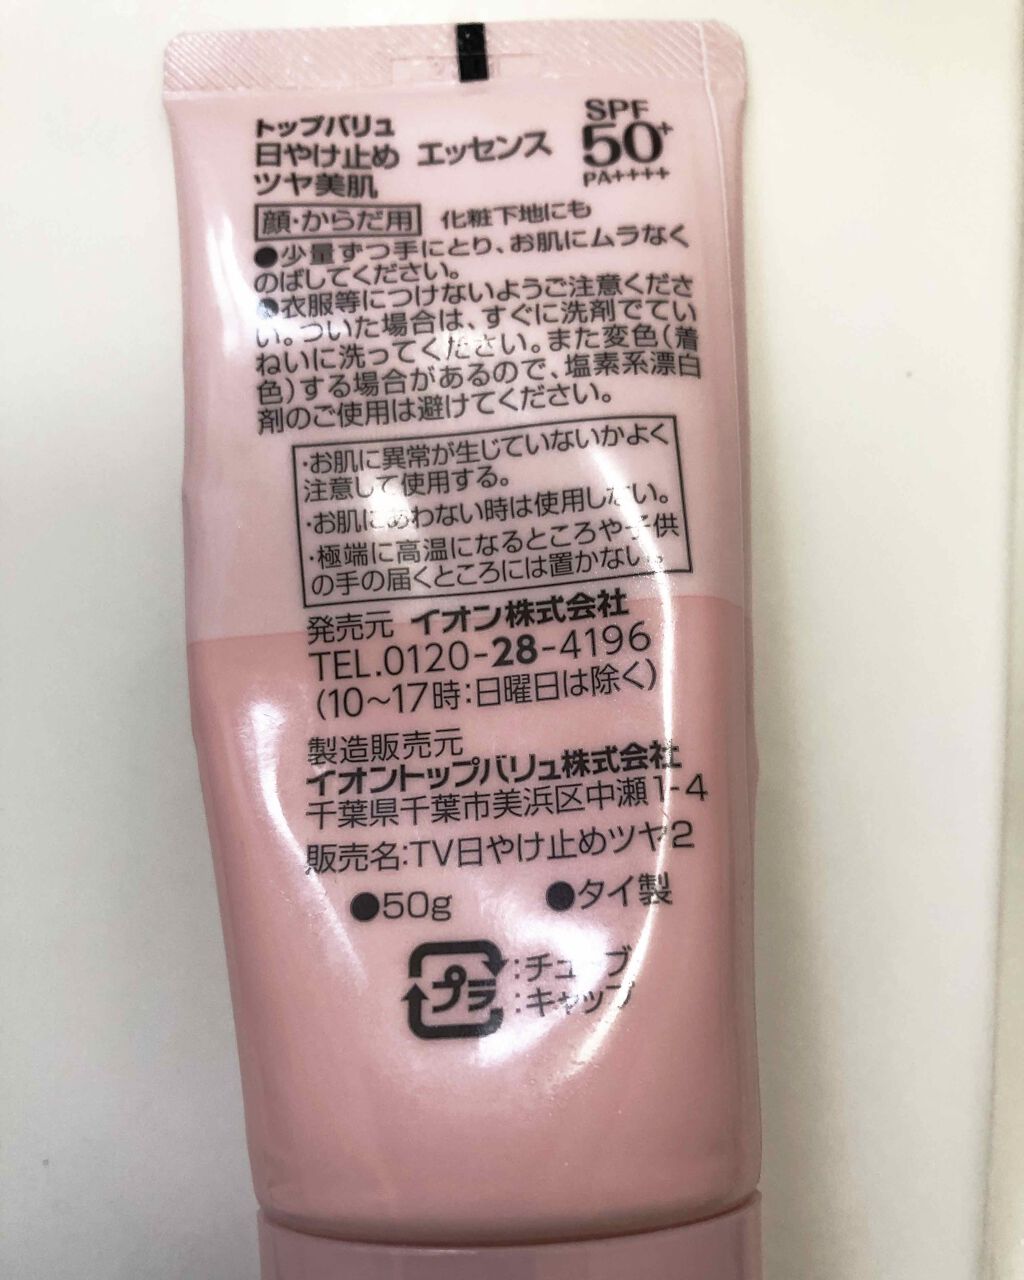 トップバリュ
日やけ止め エッセンス
ツヤ美肌
SPF
50+
PA++++
顔・からだ用 化粧下地にも
●少量ずつ手にとり、お肌にムラなく
のばしてください。
●衣服等につけないようご注意くださ
い。ついた場合は、すぐに洗剤でてい
ねいに洗ってください。また変色(着
色)する場合があるので、塩素系漂白
剤のご使用は避けてください。
・お肌に異常が生じていないかよく
注意して使用する。
・お肌にあわない時は使用しない。
・極端に高温になるところや子供
の手の届くところには置かない。
発売元 イオン株式会社
TEL.0120-28-4196
(10~17時:日曜日は除く)
製造販売元
イオントップバリュ株式会社
千葉県千葉市美浜区中瀬1-4
販売名:TV日やけ止めツヤ2
●50g ●タイ製
プラ
:チューブ
:キャップ